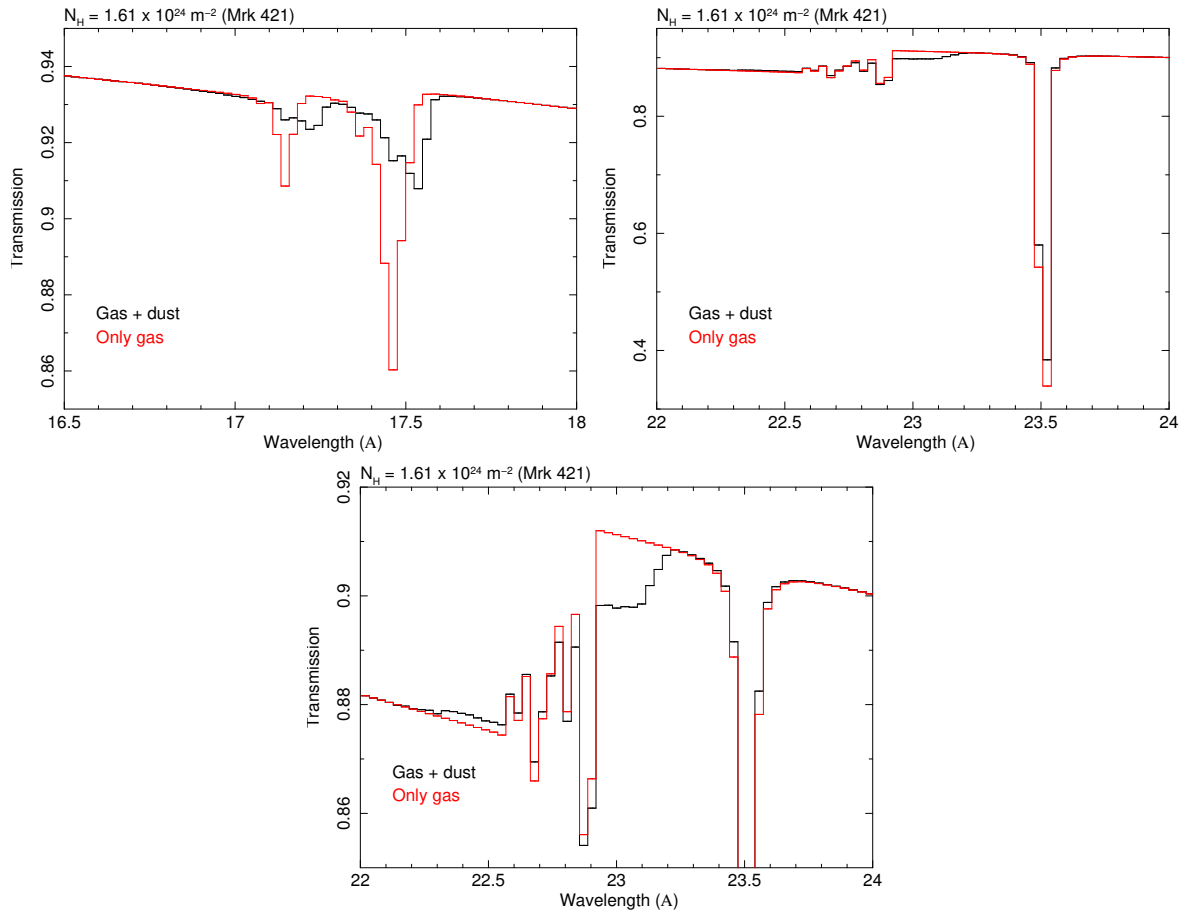 N_H = 1.61 x 10^24 m^−2 (Mrk 421)
0.94
0.92
0.9
0.88
0.86
Transmission
Gas + dust
Only gas
16.5 17 17.5 18
Wavelength (A)
0.8
0.6
0.4
Transmission
Gas + dust
Only gas
22 22.5 23 23.5 24
Wavelength (A)
N_H = 1.61 x 10^24 m^−2 (Mrk 421)
N_H = 1.61 x 10^24 m^−2 (Mrk 421)
0.92
0.9
0.88
0.86
Transmission
Gas + dust
Only gas
22 22.5 23 23.5 24
Wavelength (A)